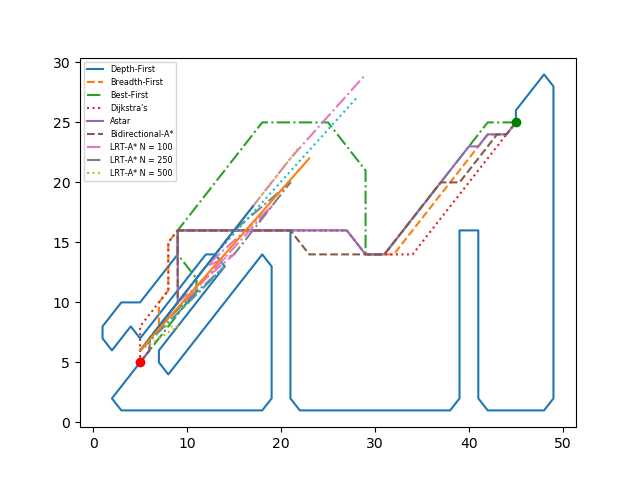 30
25
20
15
10
5
0
Depth-First
Breadth-First
Best-First
Dijkstra's
Astar
Bidirectional-A*
LRT-A* N = 100
LRT-A* N = 250
LRT-A* N = 500
0 10 20 30 40 50